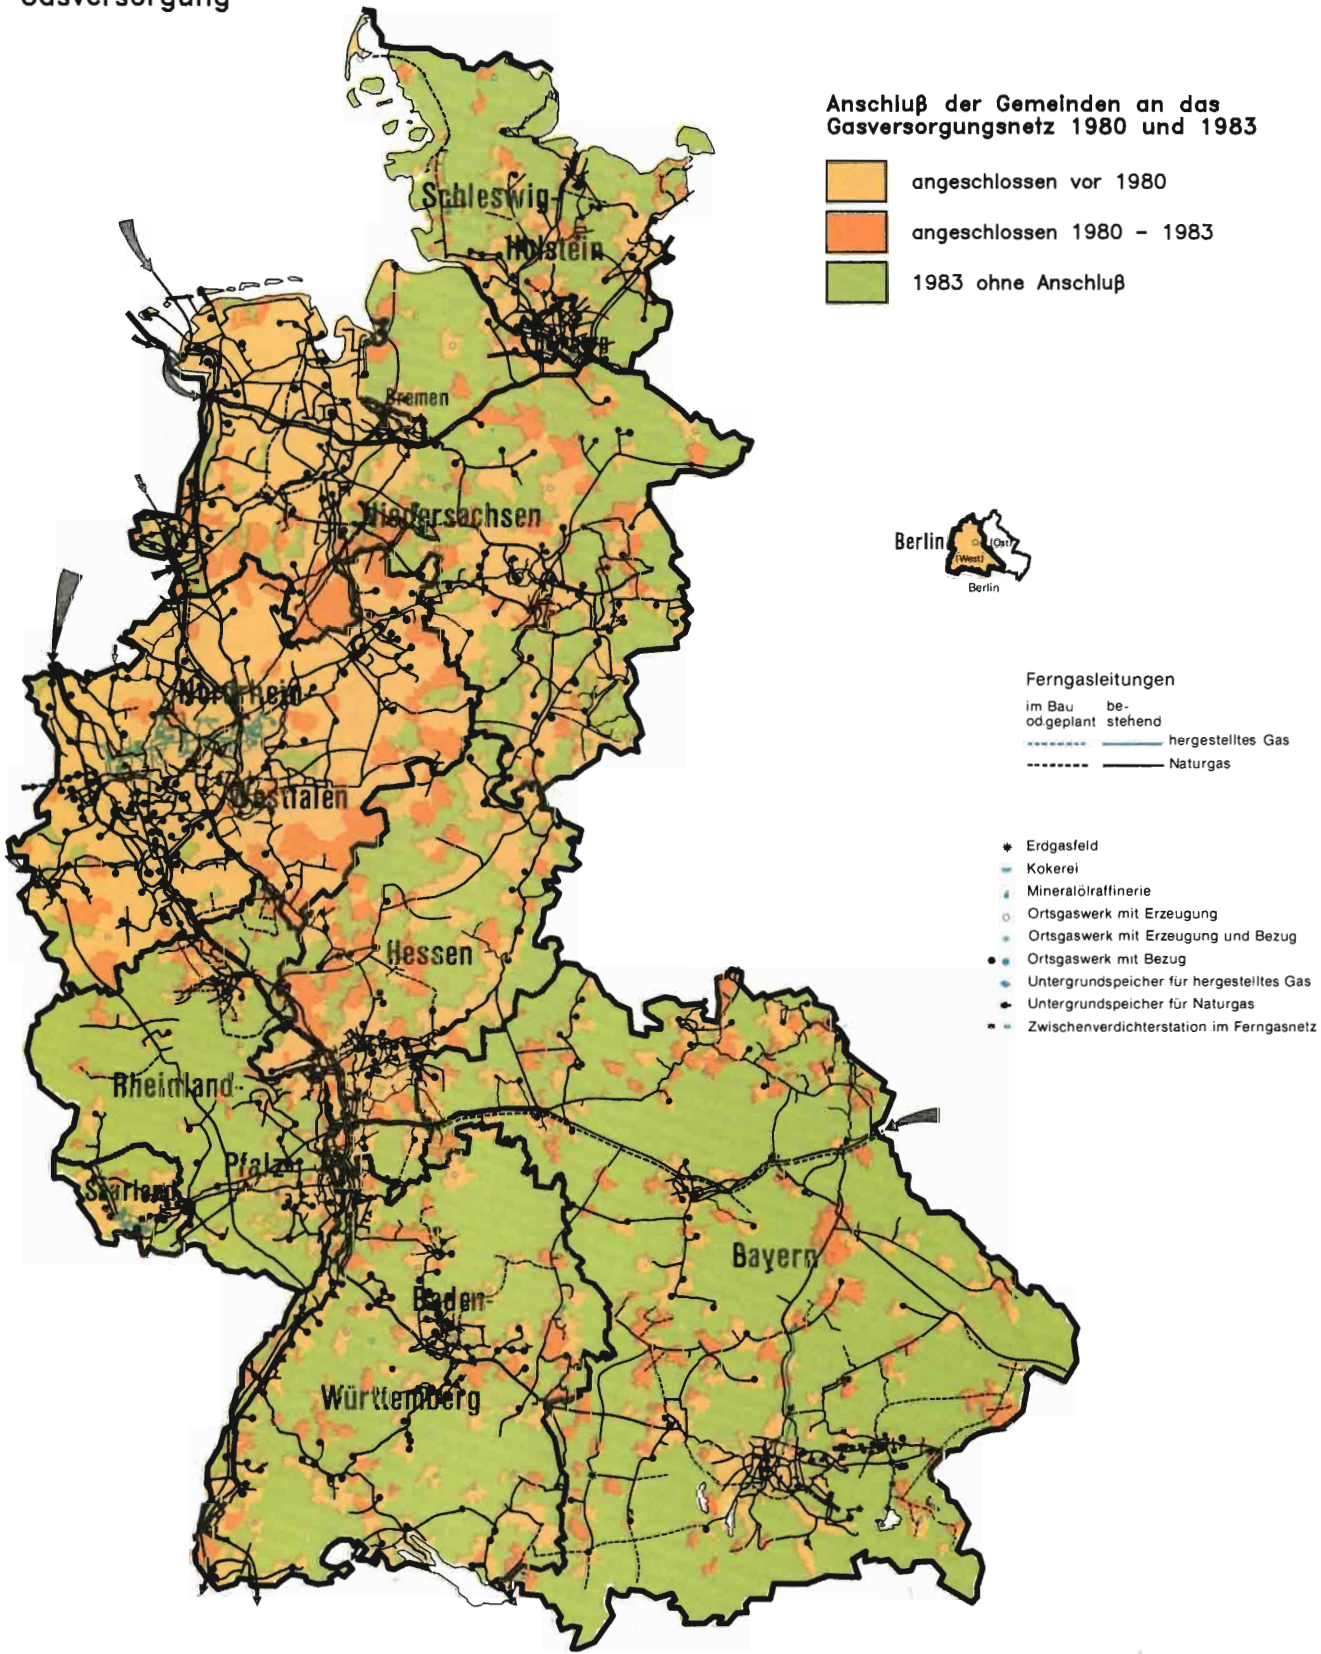 Gasversorgung
Anschluß der Gemeinden an das
Gasversorgungsnetz 1980 und 1983
angeschlossen vor 1980
angeschlossen 1980 – 1983
1983 ohne Anschluß
Schleswig-
Holstein
Bremen
Niedersachsen
Berlin
(West)
(Ost)
Berlin
Nordrhein-
Westfalen
Ferngasleitungen
im Bau be-
od.geplant stehend
hergestelltes Gas
Naturgas
Erdgasfeld
Kokerei
Mineralölraffinerie
Ortsgaswerk mit Erzeugung
Ortsgaswerk mit Erzeugung und Bezug
Ortsgaswerk mit Bezug
Untergrundspeicher für hergestelltes Gas
Untergrundspeicher für Naturgas
Zwischenverdichterstation im Ferngasnetz
Hessen
Rheinland-
Pfalz
Saarland
Bayern
Baden-
Württemberg